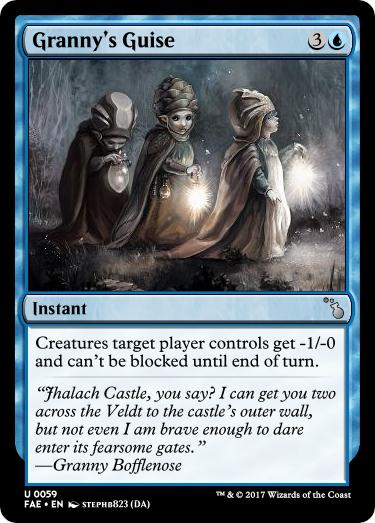 Granny's Guise 3
Instant
Creatures target player controls get -1/-0
and can't be blocked until end of turn.
"Jhalach Castle, you say? I can get you two
across the Veldt to the castle's outer wall,
but not even I am brave enough to dare
enter its fearsome gates."
—Granny Bofflenose
U 0059
FAE • EN STEPHB823 (DA)
™ & © 2017 Wizards of the Coast